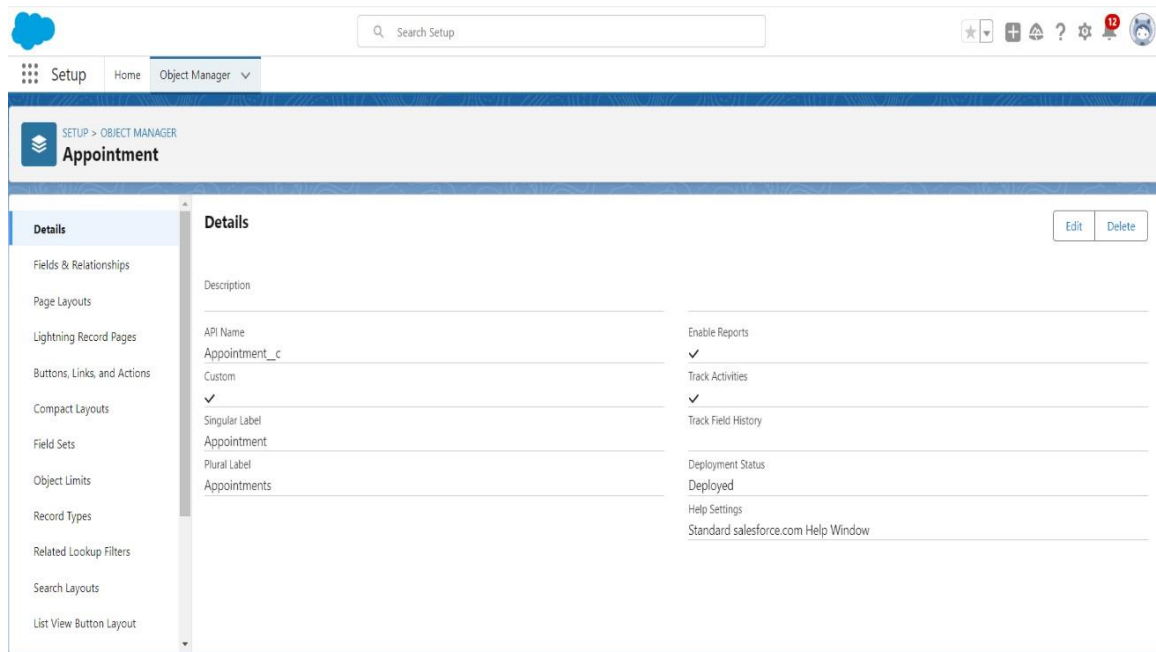 Search Setup
12
Setup
Home
Object Manager
SETUP > OBJECT MANAGER
Appointment
Details
Fields & Relationships
Page Layouts
Lightning Record Pages
Buttons, Links, and Actions
Compact Layouts
Field Sets
Object Limits
Record Types
Related Lookup Filters
Search Layouts
List View Button Layout
Details
Edit
Delete
Description
API Name
Appointment__c
Custom
Singular Label
Appointment
Plural Label
Appointments
Enable Reports
Track Activities
Track Field History
Deployment Status
Deployed
Help Settings
Standard salesforce.com Help Window